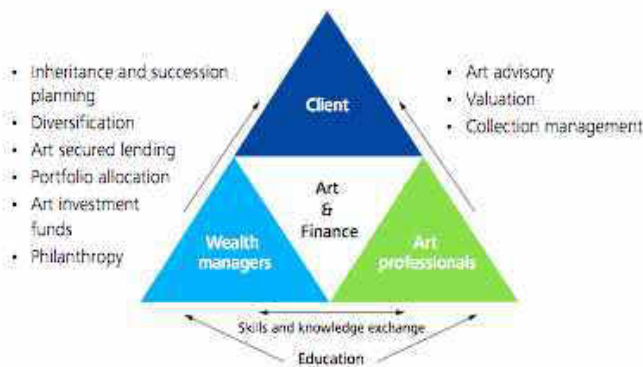 • Inheritance and succession
planning
• Diversification
• Art secured lending
• Portfolio allocation
• Art investment
funds
• Philanthropy
Client
• Art advisory
• Valuation
• Collection management
Art
&
Finance
Wealth
managers
Art
professionals
Skills and knowledge exchange
Education